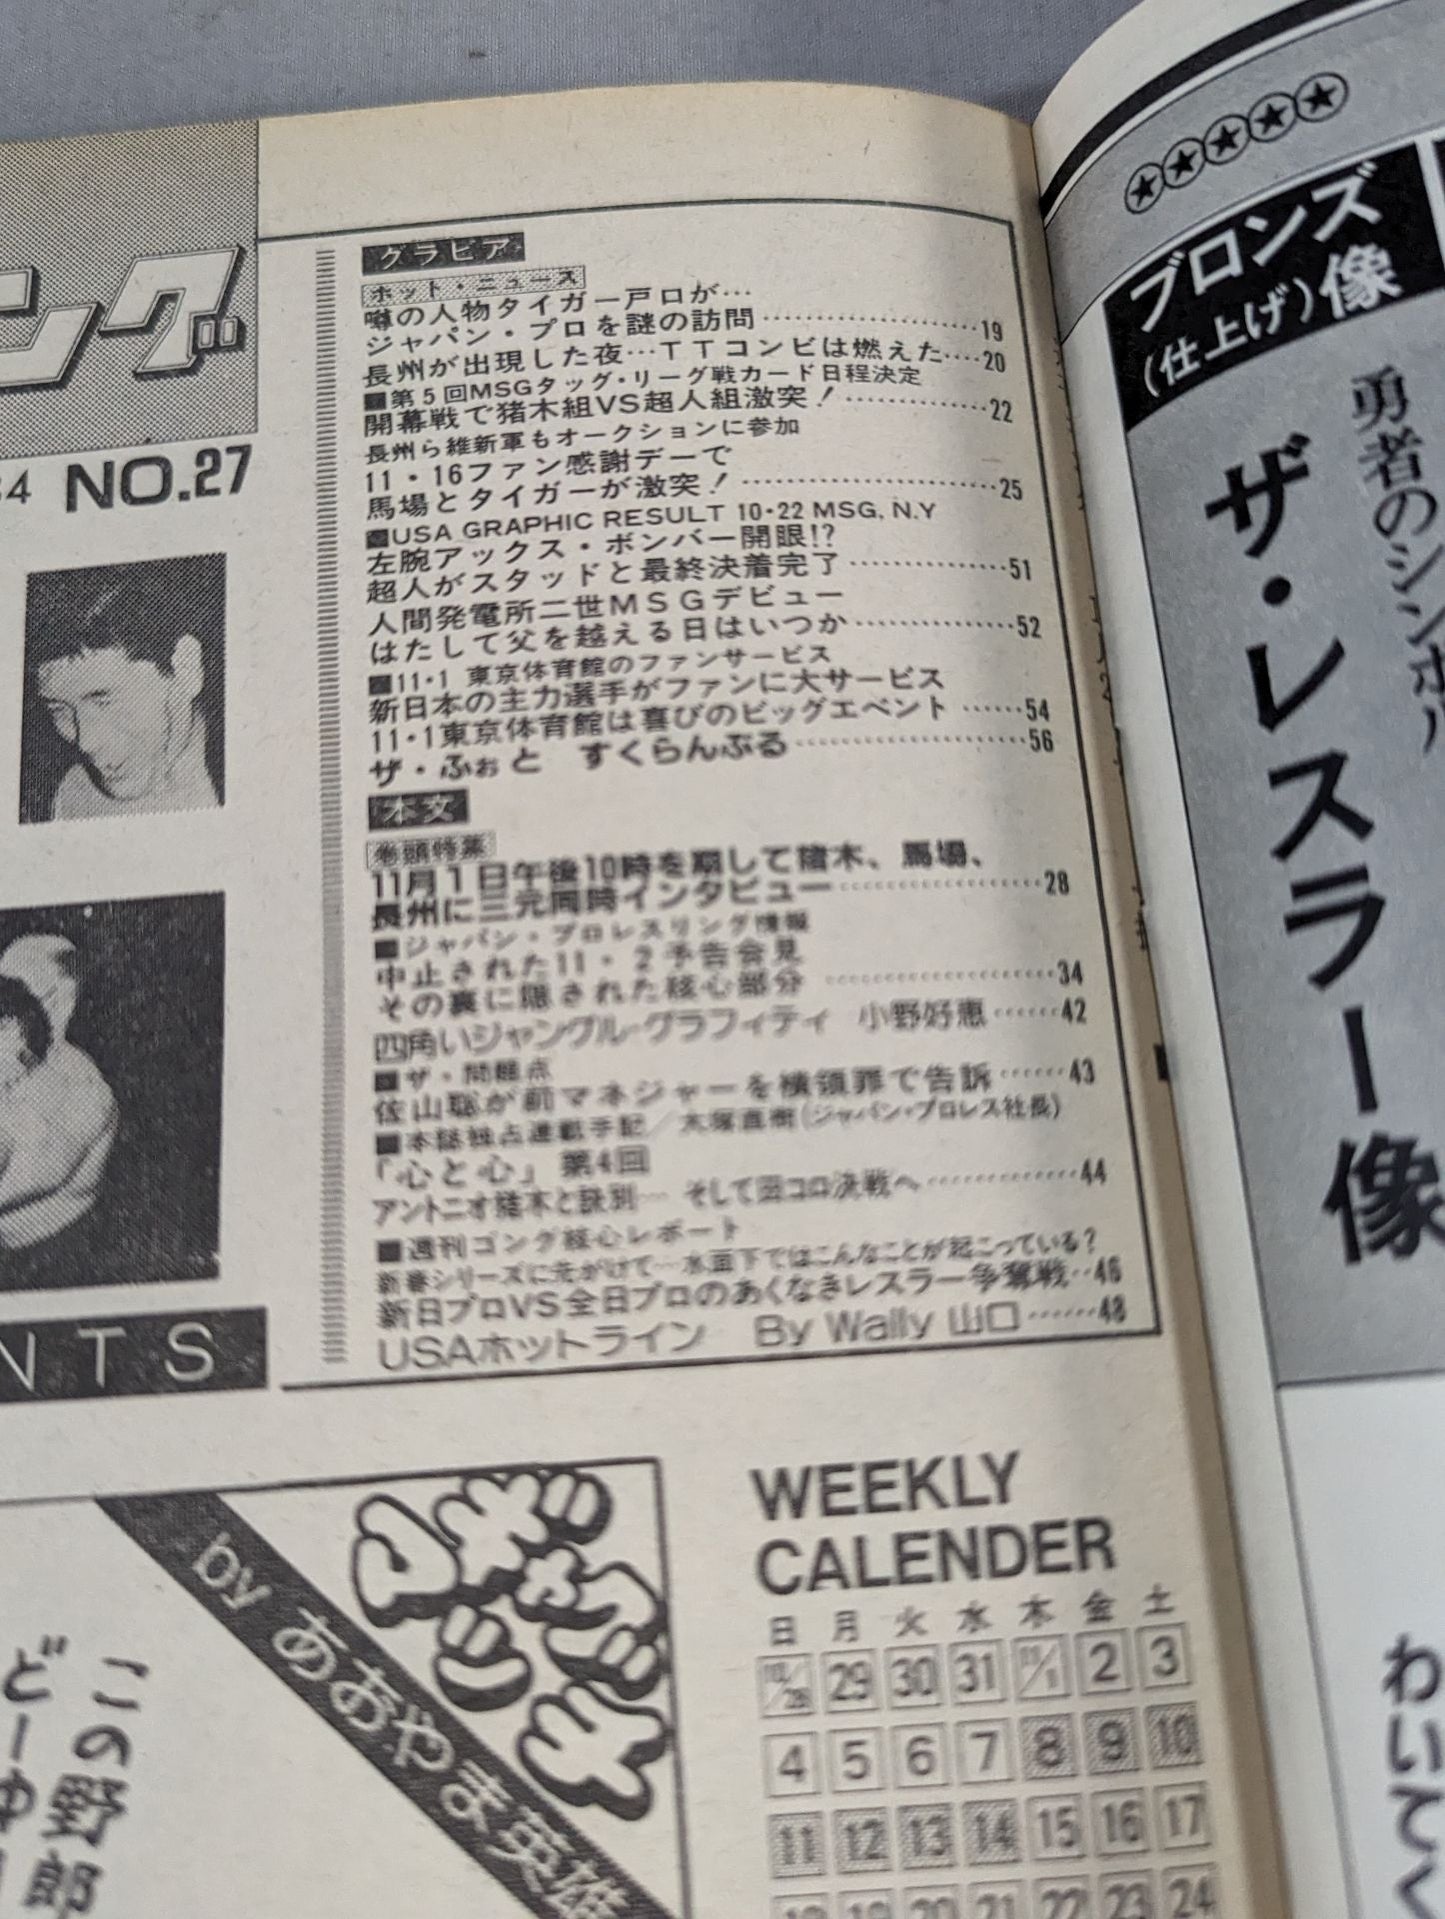 ング
84 NO.27
NTS
グラビア
ホット・ニュース
噂の人物タイガー戸口が…
ジャパン・プロを謎の訪問……………………19
長州が出現した夜…TTコンビは燃えた…20
■第5回MSGタッグ・リーグ戦カード日程決定
開幕戦で猪木組VS超人組激突!……………22
長州ら維新軍もオークションに参加
11・16ファン感謝デーで
馬場とタイガーが激突!……………………25
■USA GRAPHIC RESULT 10・22 MSG, N.Y
左腕アックス・ボンバー開眼!?
超人がスタッドと最終決着完了……………51
人間発電所二世MSGデビュー
はたして父を越える日はいつか……………52
■11・1 東京体育館のファンサービス
新日本の主力選手がファンに大サービス
11・1東京体育館は喜びのビッグエベント……54
ザ・ふぉと すくらんぶる……………………56
本文
巻頭特集
11月1日午後10時を期して猪木、馬場、
長州に三元同時インタビュー………………28
■ジャパン・プロレスリング情報
中止された11・2予告会見
その裏に隠された核心部分…………………34
四角いジャングル・グラフィティ 小野好恵……42
■ザ・問題点
佐山聡が前マネジャーを横領罪で告訴……43
■本誌独占連載手記/大塚直樹(ジャパン・プロレス社長)
「心と心」 第4回
アントニオ猪木と訣別… そして田コロ決戦へ……………44
■週刊ゴング核心レポート
新春シリーズに先がけて…水面下ではこんなことが起こっている?
新日プロVS全日プロのあくなきレスラー争奪戦…46
USAホットライン By Wally 山口……48
by あおやま英雄
この野郎
どー
WEEKLY
CALENDER
日 月 火 水 木 金 土
10/28 29 30 31 11/1 2 3
4 5 6 7 8 9 10
11 12 13 14 15 16 17
18 19 20 21 22 23 24
★★★★★
ブロンズ像
(仕上げ)
勇者のシンボル
ザ・レスラー像
わいてく